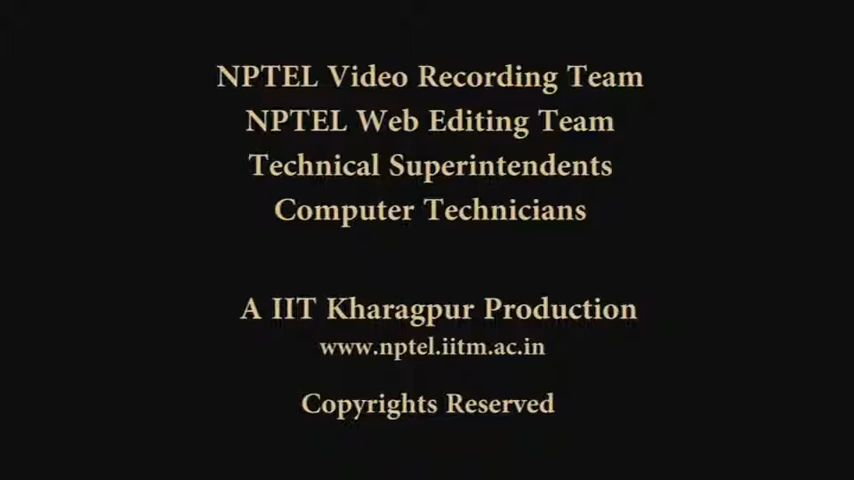 NPTEL Video Recording Team
NPTEL Web Editing Team
Technical Superintendents
Computer Technicians
A IIT Kharagpur Production
www.nptel.iitm.ac.in
Copyrights Reserved